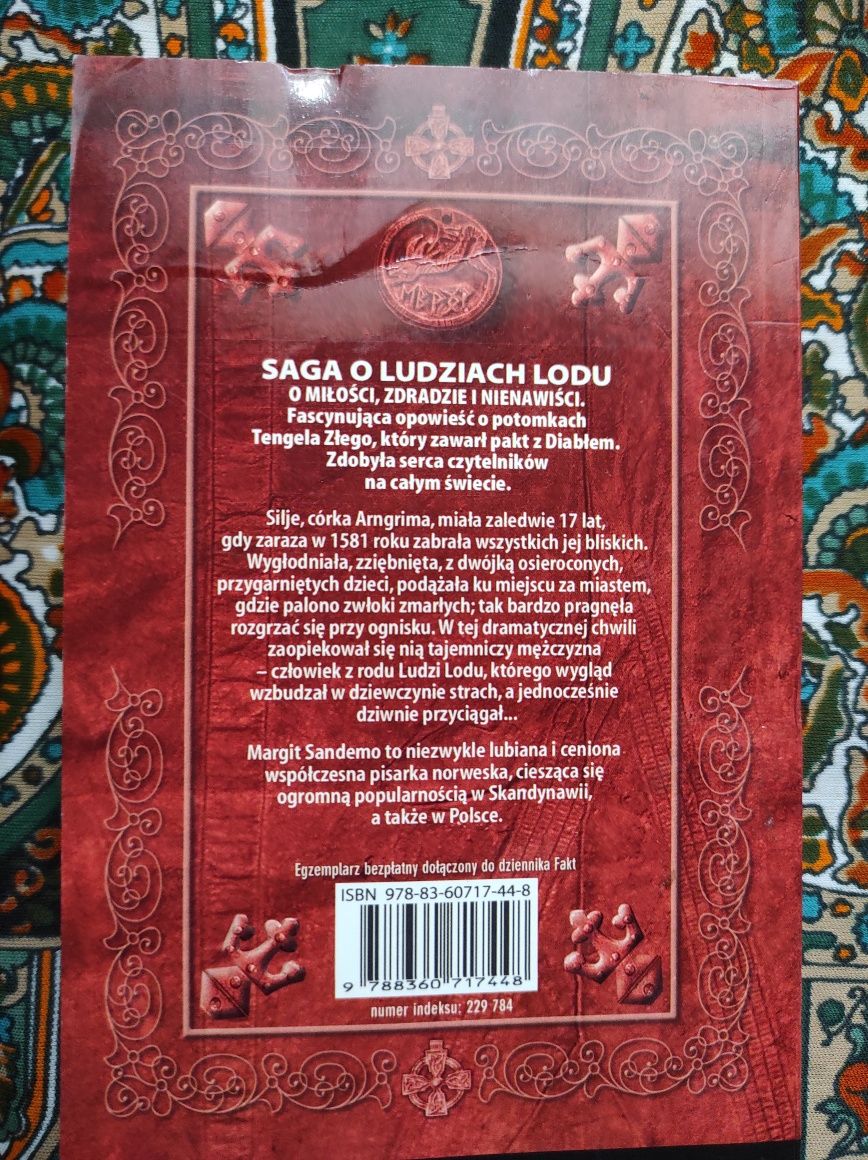 SAGA O LUDZIACH LODU
O MIŁOŚCI, ZDRADZIE I NIENAWIŚCI.
Fascynująca opowieść o potomkach
Tengela Złego, który zawarł pakt z Diabłem.
Zdobyła serca czytelników
na całym świecie.
Silje, córka Arngrima, miała zaledwie 17 lat,
gdy zaraza w 1581 roku zabrała wszystkich jej bliskich.
Wygłodniała, zziębnięta, z dwójką osieroconych,
przygarniętych dzieci, podążała ku miejscu za miastem,
gdzie palono zwłoki zmarłych; tak bardzo pragnęła
rozgrzać się przy ognisku. W tej dramatycznej chwili
zaopiekował się nią tajemniczy mężczyzna
– człowiek z rodu Ludzi Lodu, którego wygląd
wzbudzał w dziewczynie strach, a jednocześnie
dziwnie przyciągał...
Margit Sandemo to niezwykle lubiana i ceniona
współczesna pisarka norweska, ciesząca się
ogromną popularnością w Skandynawii,
a także w Polsce.
Egzemplarz bezpłatny dołączony do dziennika Fakt
ISBN 978-83-60717-44-8
9 788360 717448
numer indeksu: 229 784